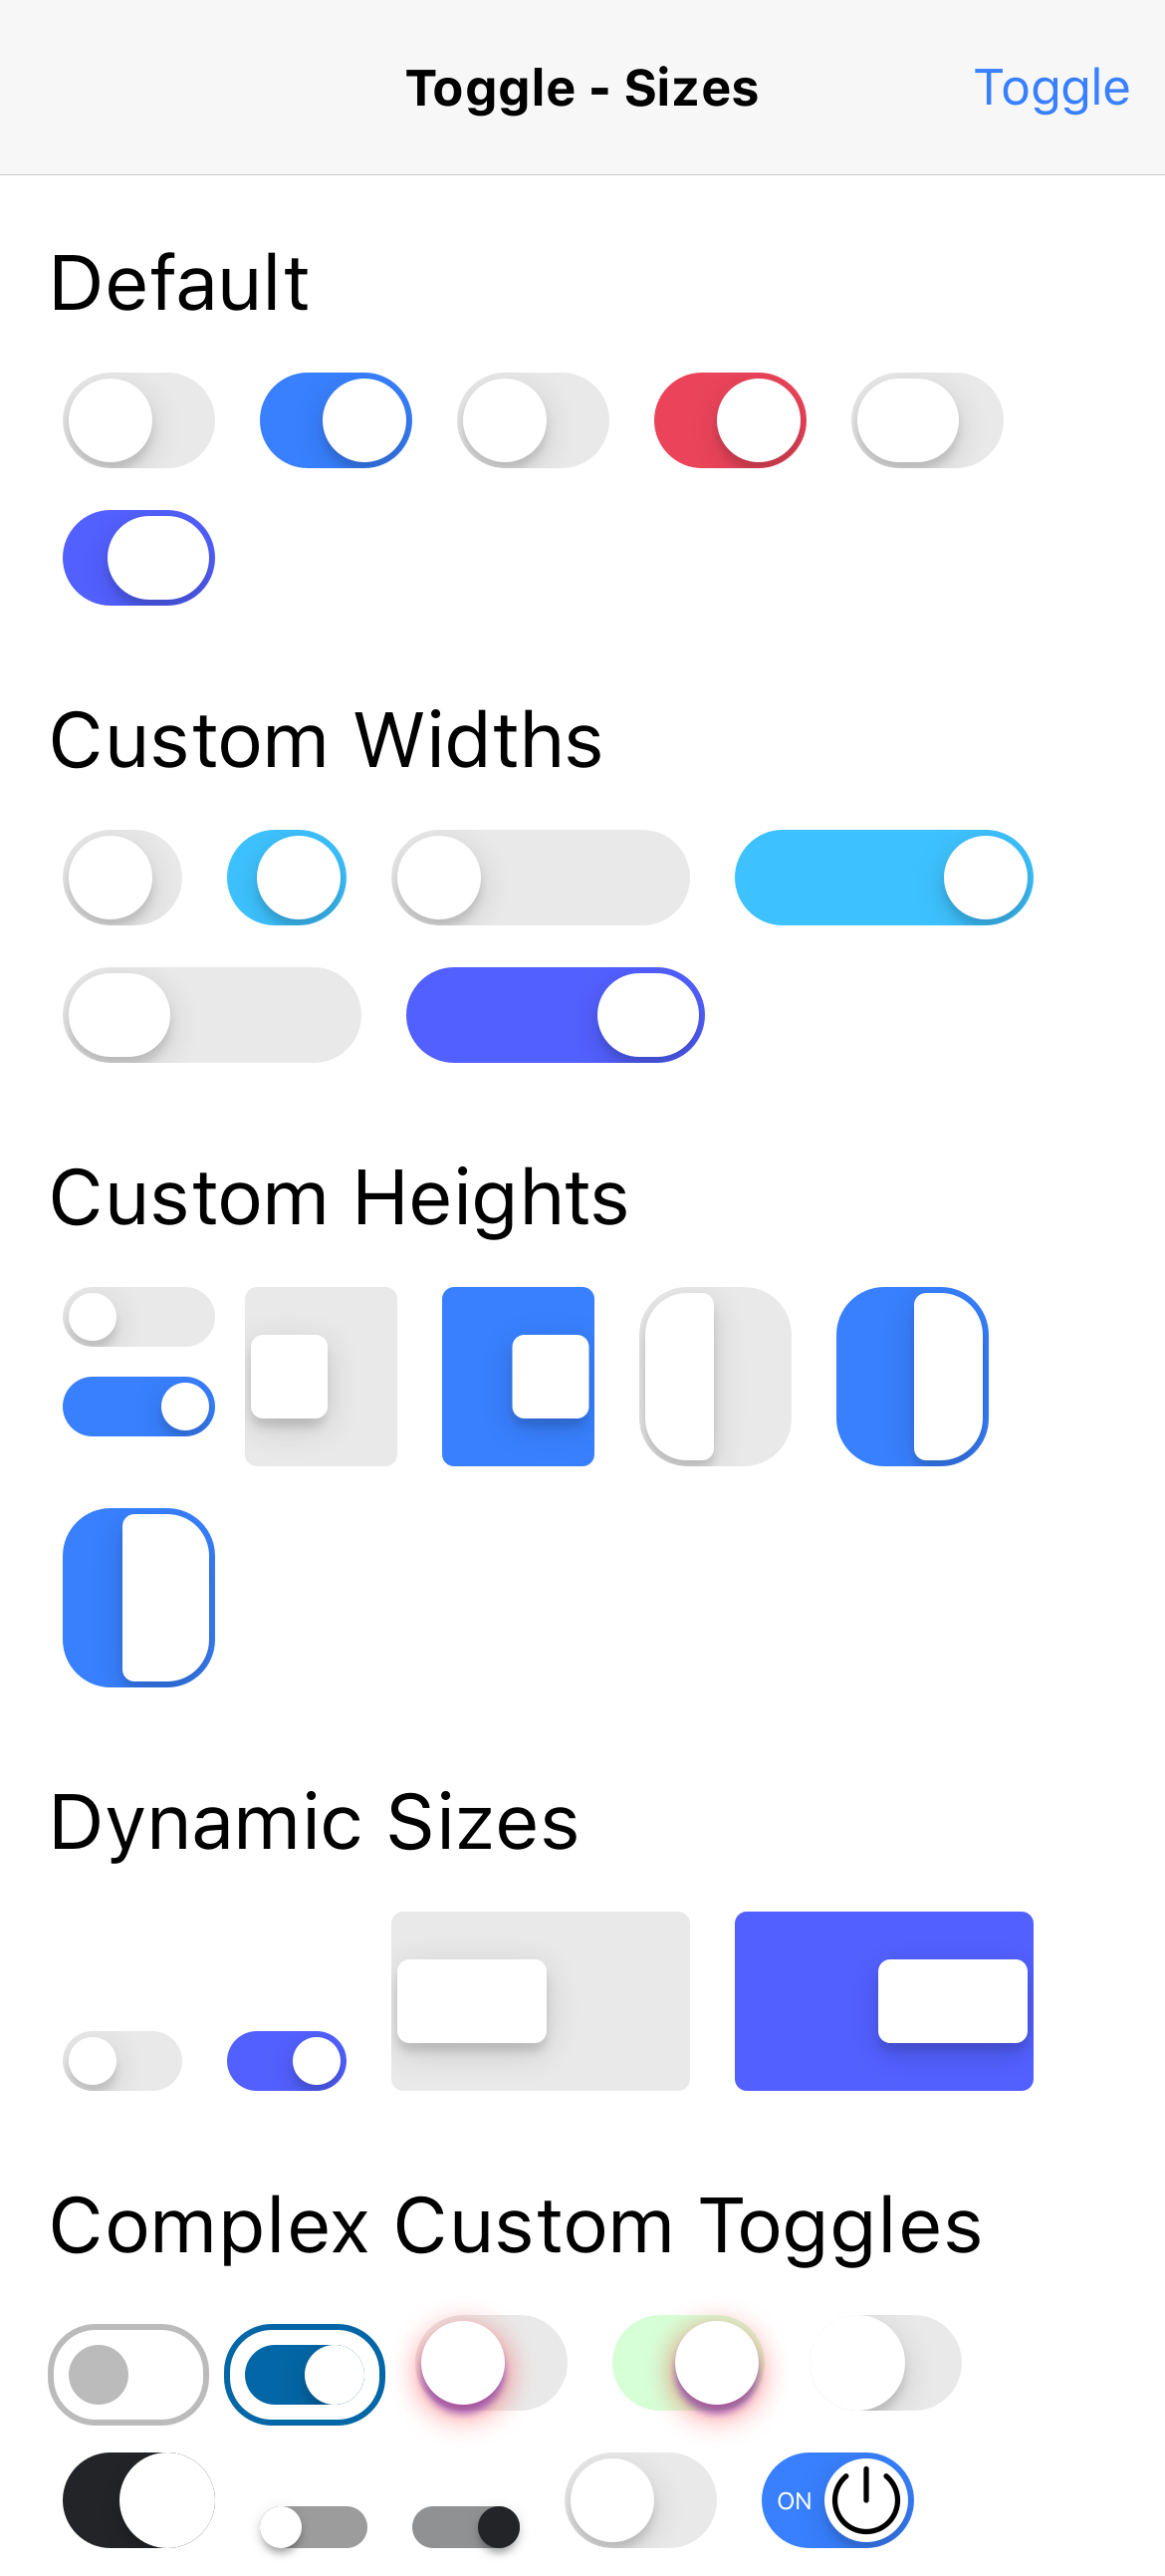 Toggle - Sizes
Toggle
Default
Custom Widths
Custom Heights
Dynamic Sizes
Complex Custom Toggles
ON